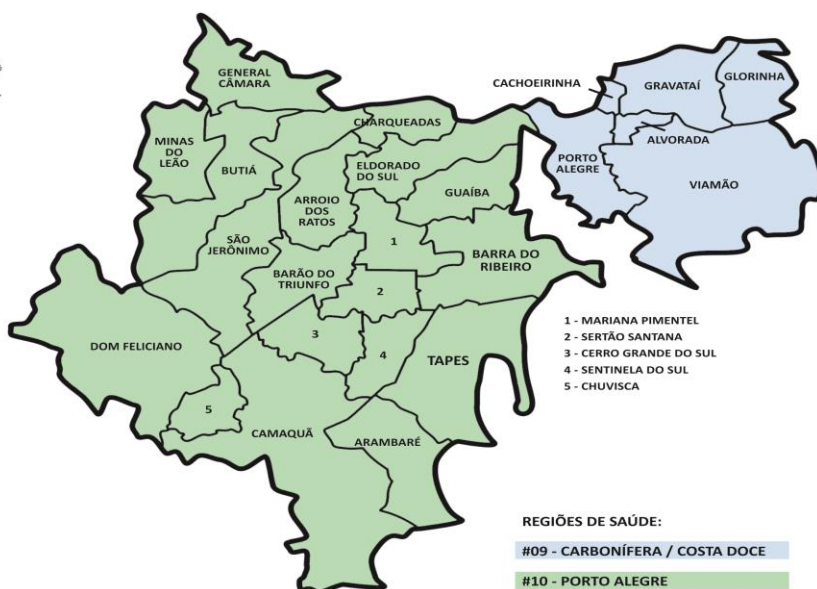 GENERAL
CÂMARA
CACHOEIRINHA
GRAVATAÍ
GLORINHA
CHARQUEADAS
MINAS
DO
LEÃO
BUTIÁ
ELDORADO
DO SUL
PORTO
ALEGRE
ALVORADA
VIAMÃO
ARROIO
DOS
RATOS
GUAÍBA
SÃO
JERÔNIMO
1
BARRA DO
RIBEIRO
BARÃO DO
TRIUNFO
2
DOM FELICIANO
3
4
TAPES
5
CAMAQUÃ
ARAMBARÉ
1 - MARIANA PIMENTEL
2 - SERTÃO SANTANA
3 - CERRO GRANDE DO SUL
4 - SENTINELA DO SUL
5 - CHUVISCA
REGIÕES DE SAÚDE:
#09 - CARBONÍFERA / COSTA DOCE
#10 - PORTO ALEGRE